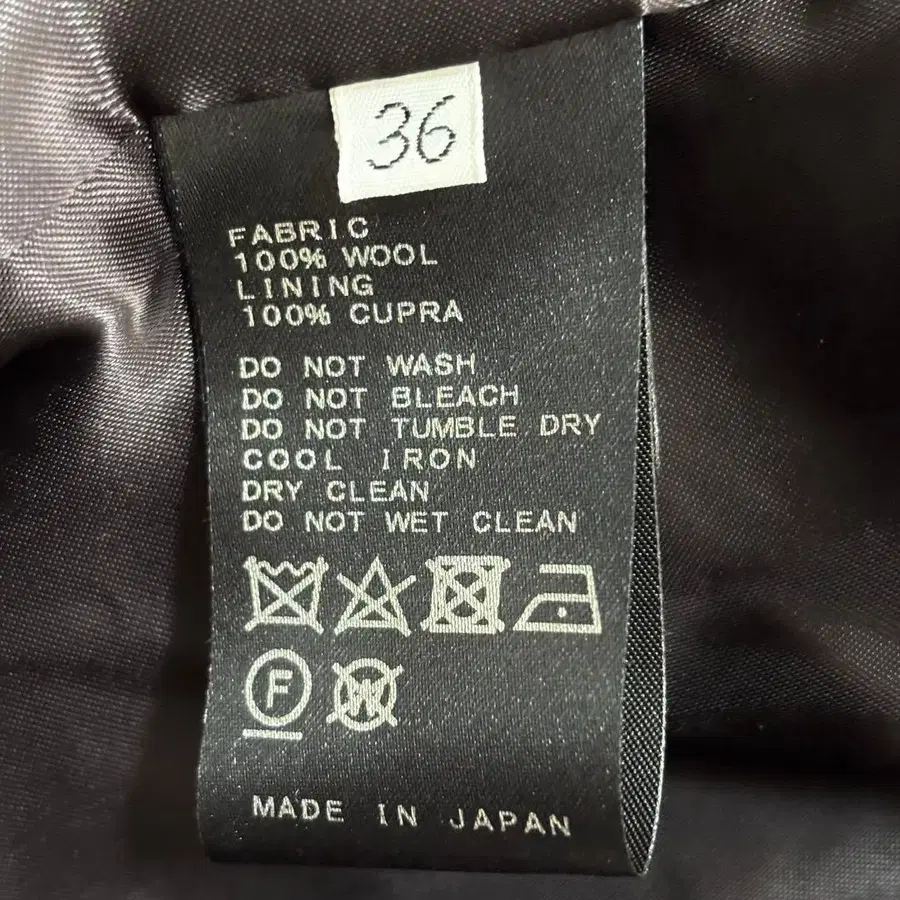 36
FABRIC
100% WOOL
LINING
100% CUPRA
DO NOT WASH
DO NOT BLEACH
DO NOT TUMBLE DRY
COOL IRON
DRY CLEAN
DO NOT WET CLEAN
F W
MADE IN JAPAN